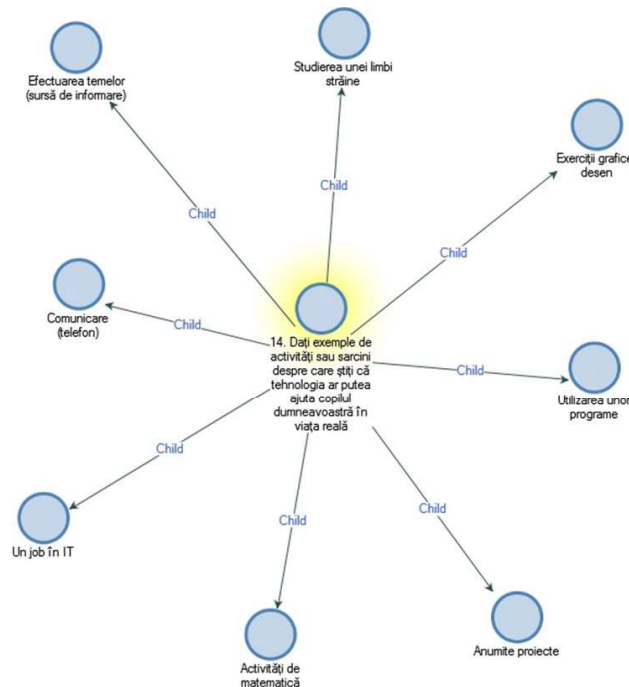 Efectuarea temelor
(sursă de informare)
Studierea unei limbi
străine
Exerciții grafice
desen
Child
Child
Child
Comunicare
(telefon)
Child
14. Dați exemple de
activități sau sarcini
despre care știți că
tehnologia ar putea
ajuta copilul
dumneavoastră în
viața reală
Child
Utilizarea unor
programe
Child
Child
Child
Un job în IT
Activități de
matematică
Anumite proiecte